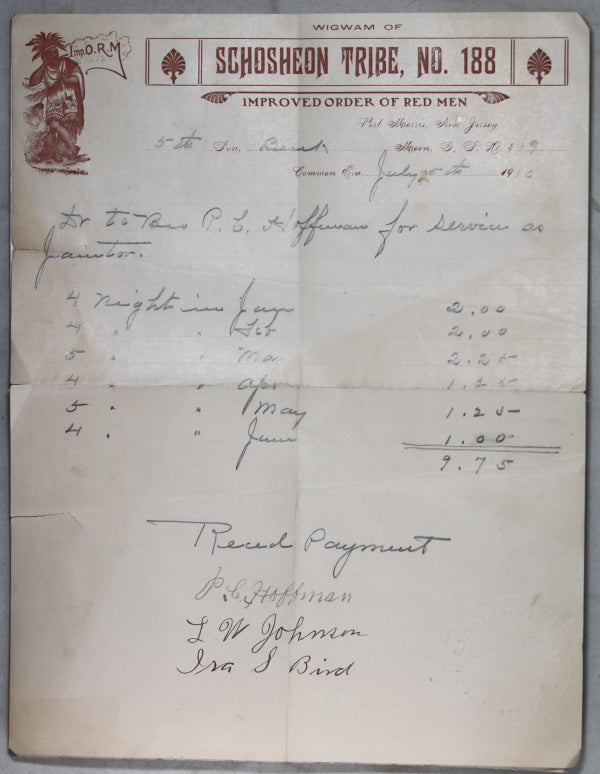 WIGWAM OF
Imp. O.R.M
SCHOSHEON TRIBE, NO. 188
IMPROVED ORDER OF RED MEN
Port Morris, New Jersey
5th Sun, Buck Moon, G. S. D. 419
Common Era, July 5th 1910
Dr to Bro P. C. Hoffman for service as
janitor.
4 night in Jan 2.00
4 " " Feb 2.00
5 " " Mar 2.25
4 " " Apr 1.25
5 " " May 1.25
4 " " June 1.00
9.75
Recd Payment
P. C. Hoffman
L W Johnson
Ira S Bird